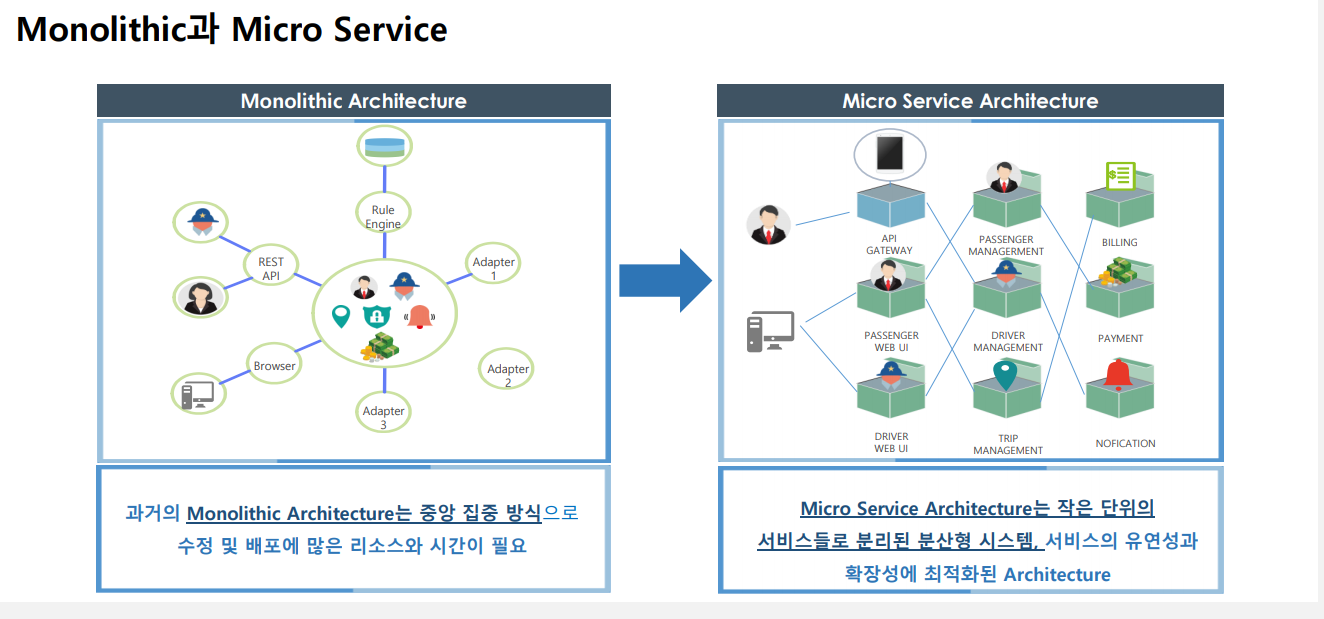 Monolithic과 Micro Service
Monolithic Architecture
Rule
Engine
REST
API
Adapter
1
Browser
Adapter
2
Adapter
3
과거의 Monolithic Architecture는 중앙 집중 방식으로
수정 및 배포에 많은 리소스와 시간이 필요
Micro Service Architecture
API
GATEWAY
PASSENGER
MANAGERMENT
BILLING
PASSENGER
WEB UI
DRIVER
MANAGEMENT
PAYMENT
DRIVER
WEB UI
TRIP
MANAGEMENT
NOFICATION
Micro Service Architecture는 작은 단위의
서비스들로 분리된 분산형 시스템, 서비스의 유연성과
확장성에 최적화된 Architecture